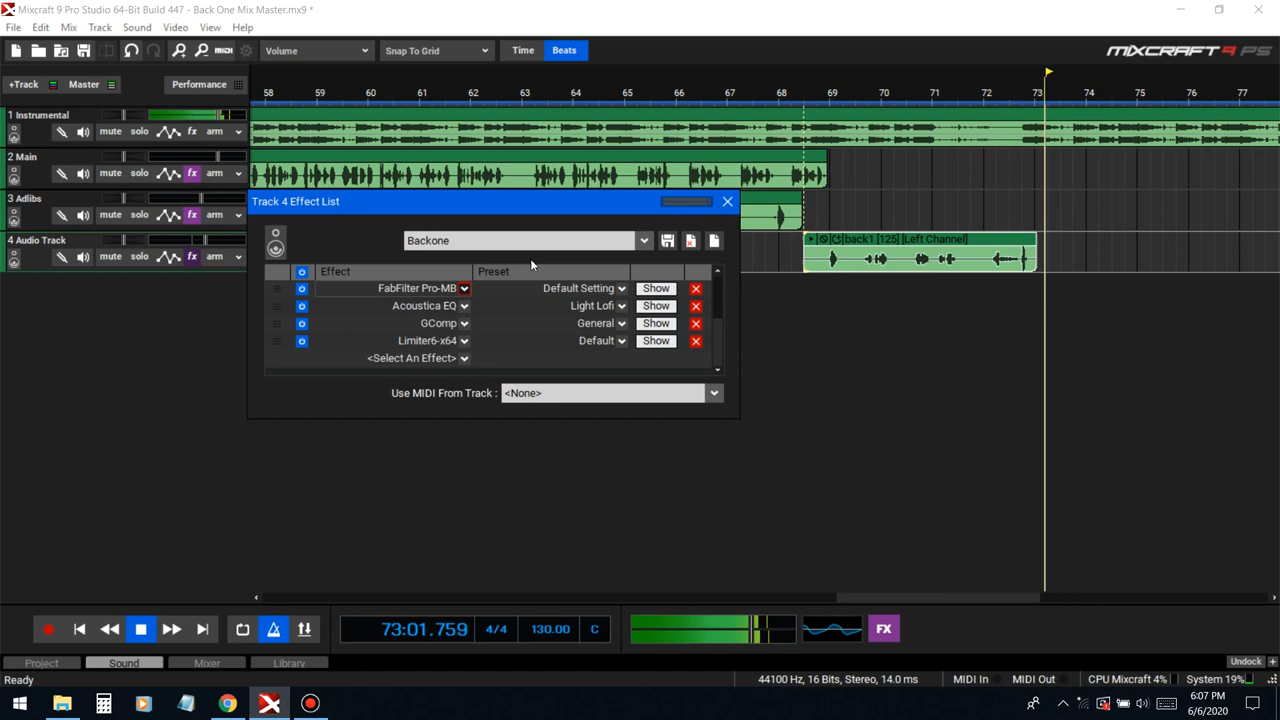 Mixcraft 9 Pro Studio 64-Bit Build 447 - Back One Mix Master.mx9 *
File Edit Mix Track Sound Video View Help
MIDI Volume Snap To Grid Time Beats MIXCRAFT 9 PS
+Track Master Performance
58 59 60 61 62 63 64 65 66 67 68 69 70 71 72 73 74 75 76 77
1 Instrumental
mute solo fx arm
2 Main
mute solo fx arm
3 Adlibs
mute solo fx arm
4 Audio Track
mute solo fx arm
back1 [125] [Left Channel]
Track 4 Effect List
Backone
Effect Preset
FabFilter Pro-MB Default Setting Show
Acoustica EQ Light Lofi Show
GComp General Show
Limiter6-x64 Default Show
<Select An Effect>
Use MIDI From Track : <None>
73:01.759 4/4 130.00 C FX
Project Sound Mixer Library Undock +
Ready 44100 Hz, 16 Bits, Stereo, 14.0 ms MIDI In MIDI Out CPU Mixcraft 4% System 19%
6:07 PM
6/6/2020